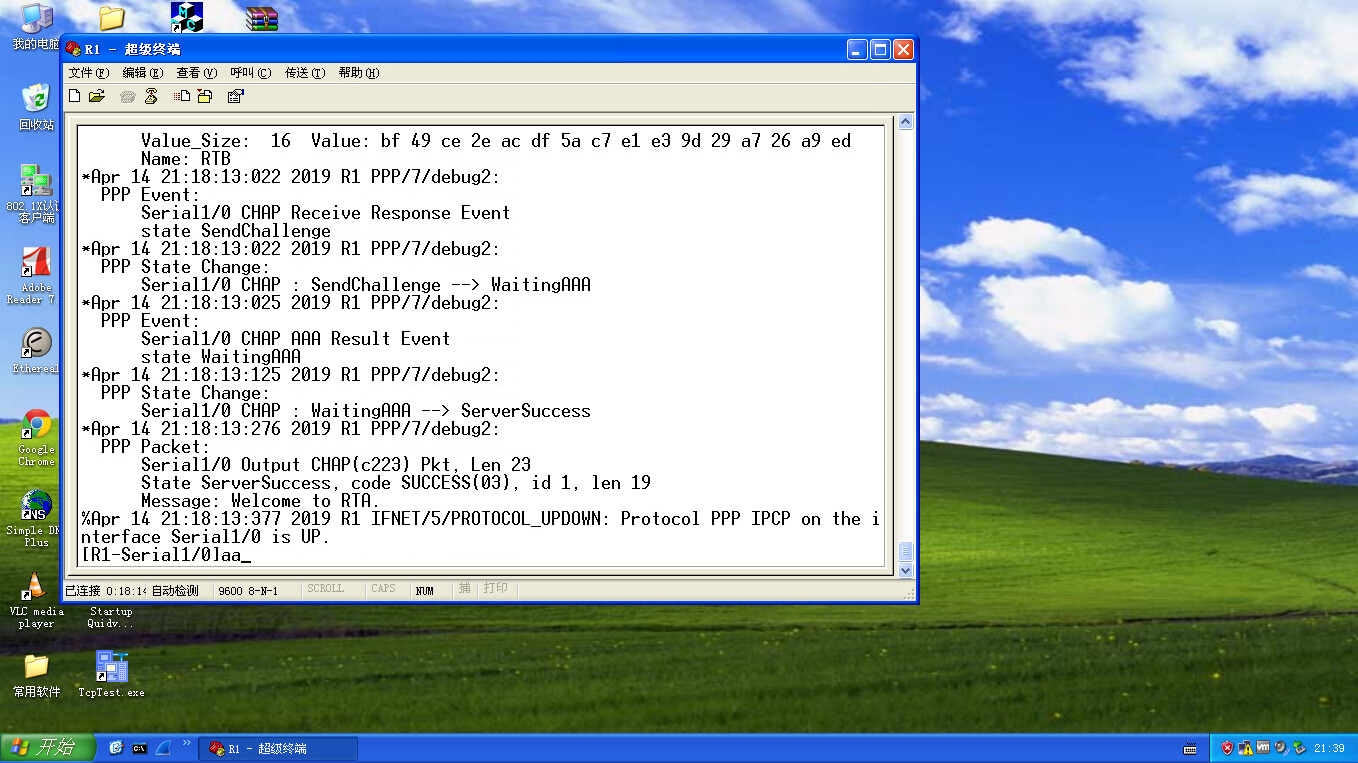 我的电脑
回收站
802.1X认证
客户端
Adobe
Reader 7.
Ethereal
Google
Chrome
Simple DN
Plus
VLC media
player
Startup
Quidv...
常用软件
TcpTest.exe
R1 - 超级终端
文件(F) 编辑(E) 查看(V) 呼叫(C) 传送(T) 帮助(H)
Value_Size:  16  Value: bf 49 ce 2e ac df 5a c7 e1 e3 9d 29 a7 26 a9 ed
Name: RTB
*Apr 14 21:18:13:022 2019 R1 PPP/7/debug2:
PPP Event:
Serial1/0 CHAP Receive Response Event
state SendChallenge
*Apr 14 21:18:13:022 2019 R1 PPP/7/debug2:
PPP State Change:
Serial1/0 CHAP : SendChallenge --> WaitingAAA
*Apr 14 21:18:13:025 2019 R1 PPP/7/debug2:
PPP Event:
Serial1/0 CHAP AAA Result Event
state WaitingAAA
*Apr 14 21:18:13:125 2019 R1 PPP/7/debug2:
PPP State Change:
Serial1/0 CHAP : WaitingAAA --> ServerSuccess
*Apr 14 21:18:13:276 2019 R1 PPP/7/debug2:
PPP Packet:
Serial1/0 Output CHAP(c223) Pkt, Len 23
State ServerSuccess, code SUCCESS(03), id 1, len 19
Message: Welcome to RTA.
%Apr 14 21:18:13:377 2019 R1 IFNET/5/PROTOCOL_UPDOWN: Protocol PPP IPCP on the i
nterface Serial1/0 is UP.
[R1-Serial1/0]aa_
已连接 0:18:14 自动检测 9600 8-N-1 SCROLL CAPS NUM 捕 打印
开始 R1 - 超级终端 21:39